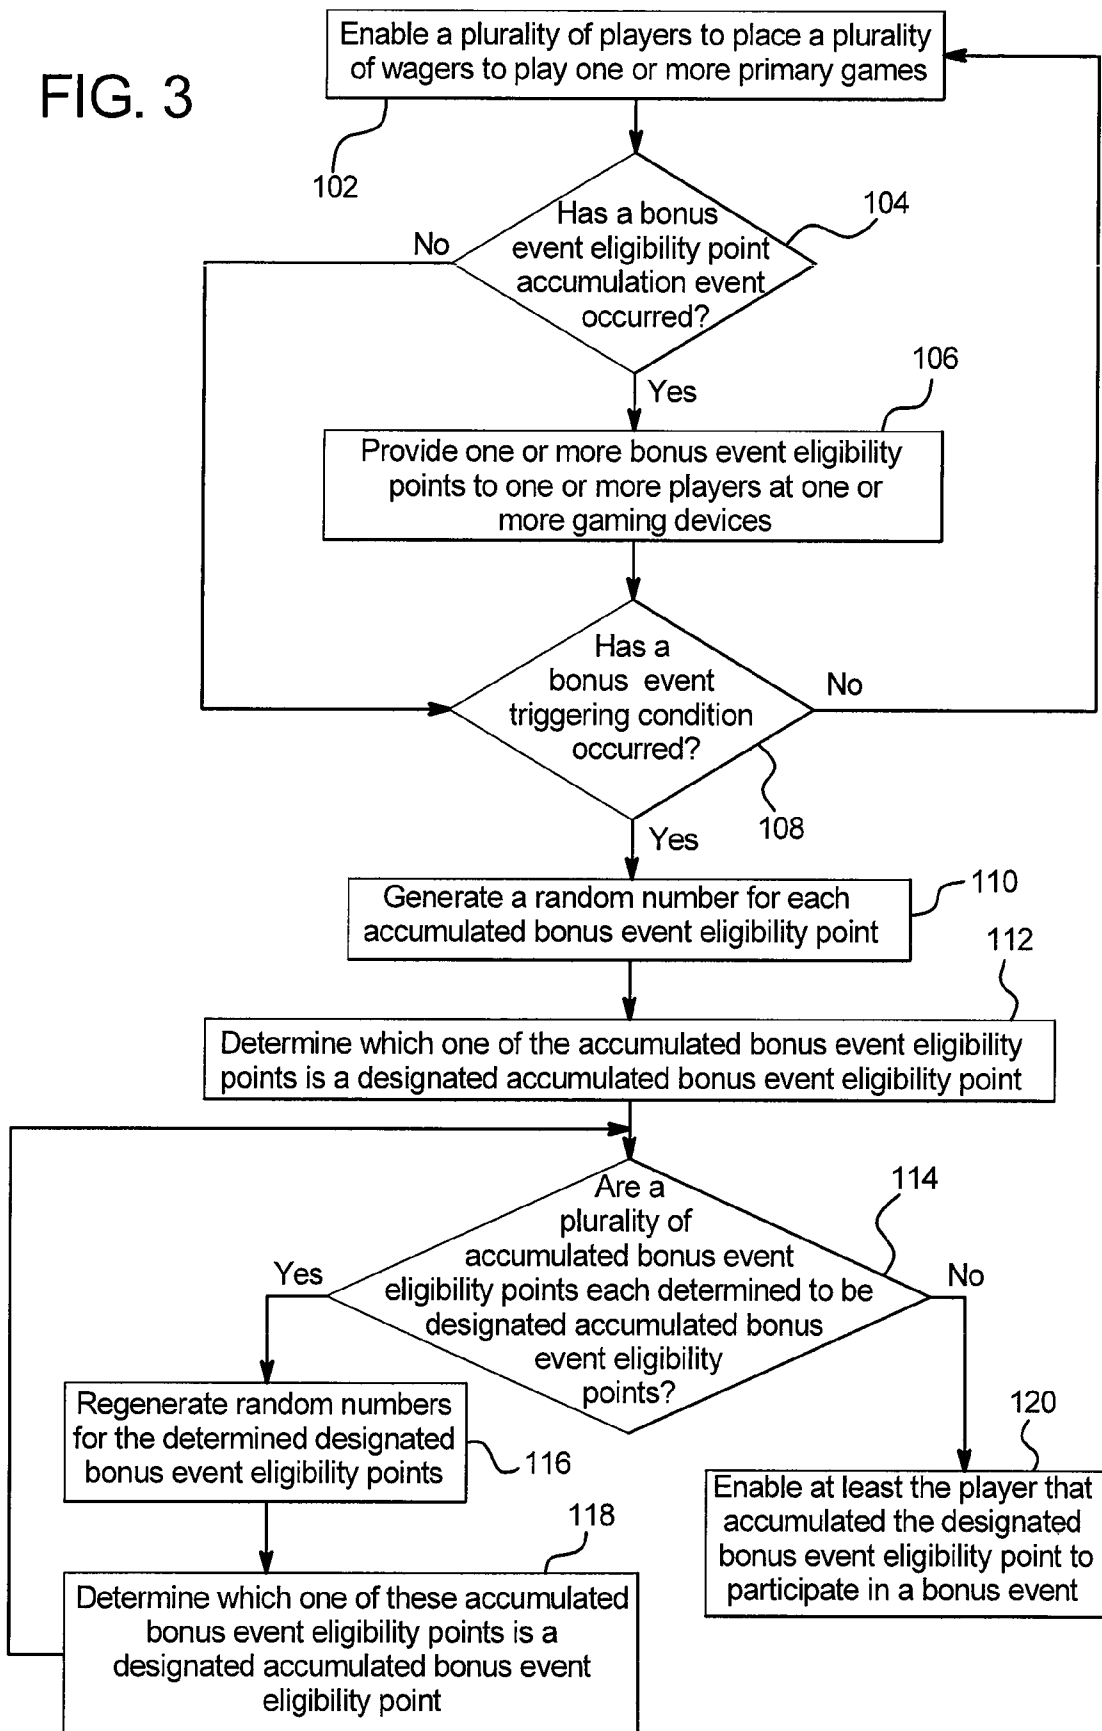 FIG. 3
Enable a plurality of players to place a plurality
of wagers to play one or more primary games
102
Has a bonus
event eligibility point
accumulation event
occurred?
104
No
Yes
106
Provide one or more bonus event eligibility
points to one or more players at one or
more gaming devices
Has a
bonus event
triggering condition
occurred?
No
108
Yes
Generate a random number for each
accumulated bonus event eligibility point
110
112
Determine which one of the accumulated bonus event eligibility
points is a designated accumulated bonus event eligibility point
Are a
plurality of
accumulated bonus event
eligibility points each determined to be
designated accumulated bonus
event eligibility
points?
114
Yes
No
Regenerate random numbers
for the determined designated
bonus event eligibility points
116
118
Determine which one of these accumulated
bonus event eligibility points is a
designated accumulated bonus event
eligibility point
120
Enable at least the player that
accumulated the designated
bonus event eligibility point to
participate in a bonus event